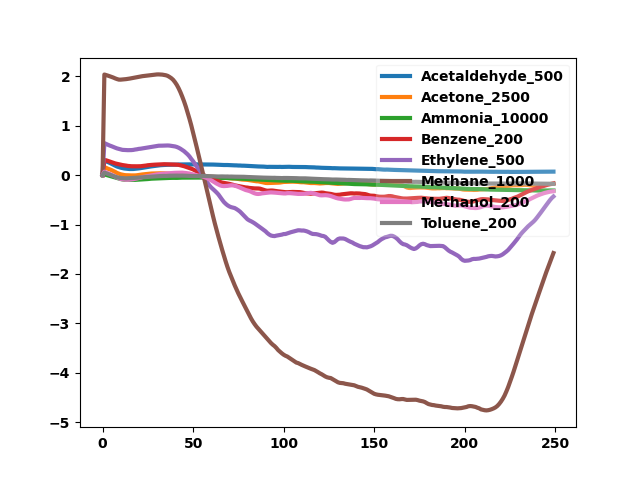 2
1
0
−1
−2
−3
−4
−5
0 50 100 150 200 250
Acetaldehyde_500
Acetone_2500
Ammonia_10000
Benzene_200
Ethylene_500
Methane_1000
Methanol_200
Toluene_200